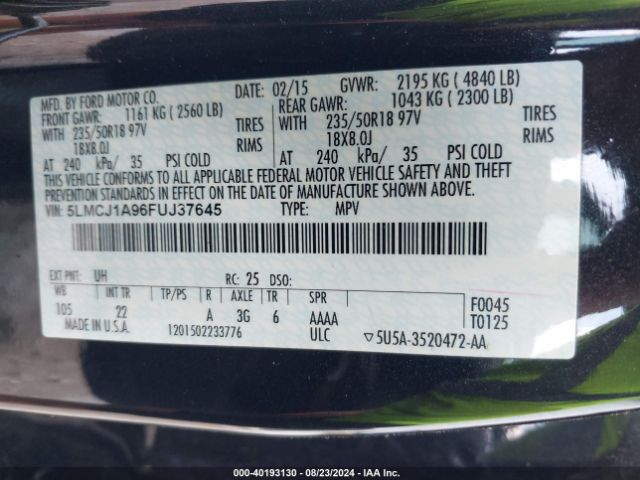 MFD. BY FORD MOTOR CO.
DATE: 02/15 GVWR: 2195 KG ( 4840 LB)
FRONT GAWR: 1161 KG ( 2560 LB)
REAR GAWR: 1043 KG ( 2300 LB)
WITH 235/50R18 97V TIRES
WITH 235/50R18 97V TIRES
18X8.0J RIMS
18X8.0J RIMS
AT 240 kPa/ 35 PSI COLD
AT 240 kPa/ 35 PSI COLD
THIS VEHICLE CONFORMS TO ALL APPLICABLE FEDERAL MOTOR VEHICLE SAFETY AND THEFT
PREVENTION STANDARDS IN EFFECT ON THE DATE OF MANUFACTURE SHOWN ABOVE.
VIN: 5LMCJ1A96FUJ37645 TYPE: MPV
EXT PNT: UH RC: 25 DSO:
WB INT TR TP/PS R AXLE TR SPR
105 22 A 3G 6 AAAA
F0045
T0125
MADE IN U.S.A. 1201502233776 ULC
5U5A-3520472-AA
000-40193130 - 08/23/2024 - IAA Inc.